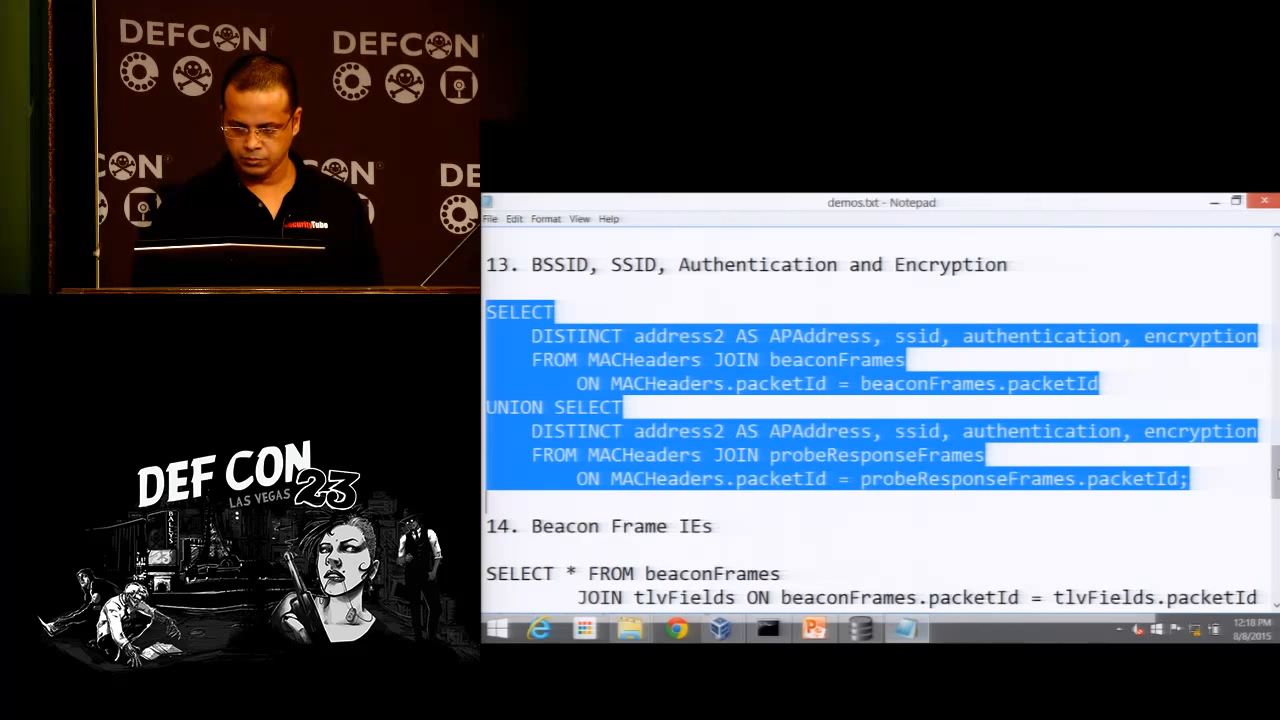 DEFCON
DEFCON
CON
CON
DE
SecurityTube
DEF CON
LAS VEGAS 23
BALLYS
demos.txt - Notepad
File Edit Format View Help
13. BSSID, SSID, Authentication and Encryption
SELECT
DISTINCT address2 AS APAddress, ssid, authentication, encryption
FROM MACHeaders JOIN beaconFrames
ON MACHeaders.packetId = beaconFrames.packetId
UNION SELECT
DISTINCT address2 AS APAddress, ssid, authentication, encryption
FROM MACHeaders JOIN probeResponseFrames
ON MACHeaders.packetId = probeResponseFrames.packetId;
14. Beacon Frame IEs
SELECT * FROM beaconFrames
JOIN tlvFields ON beaconFrames.packetId = tlvFields.packetId
12:18 PM
8/8/2015